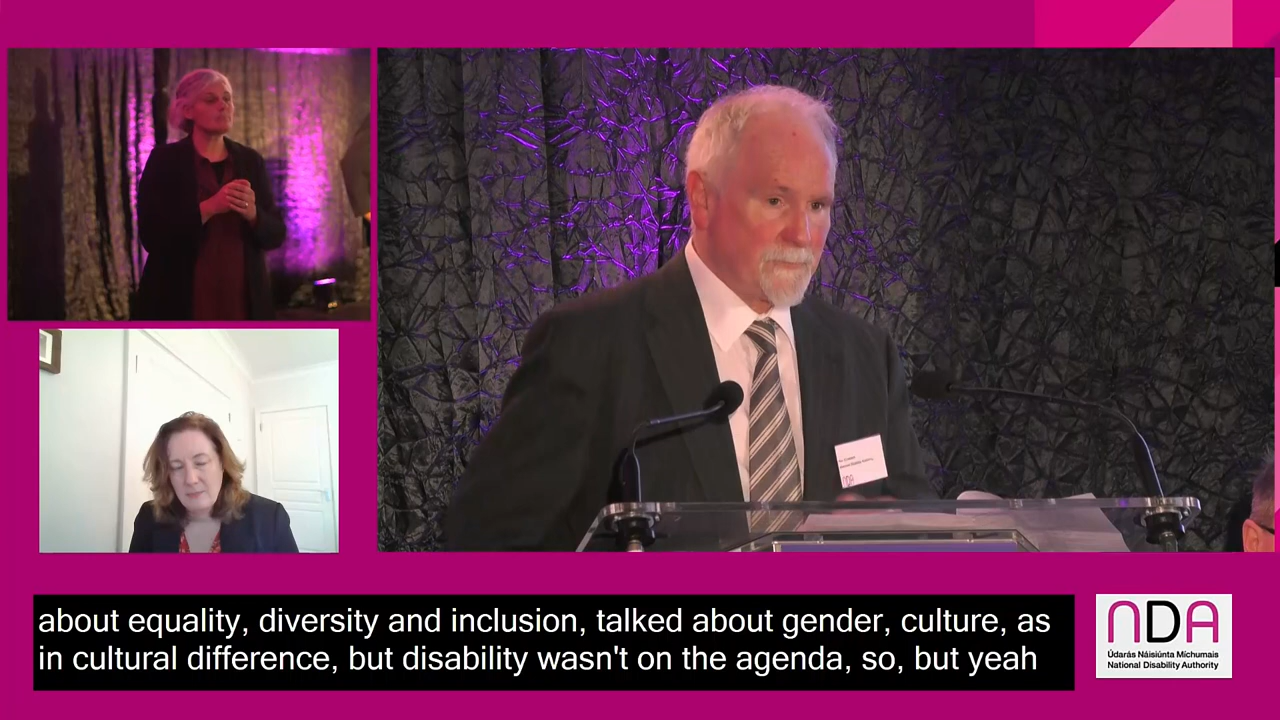 about equality, diversity and inclusion, talked about gender, culture, as
in cultural difference, but disability wasn't on the agenda, so, but yeah
NDA
Údarás Náisiúnta Míchumais
National Disability Authority